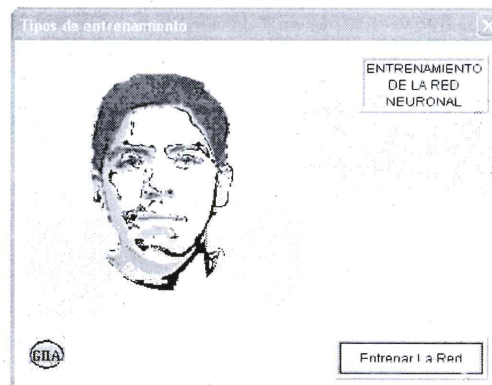 Tipos de entrenamiento
ENTRENAMIENTO
DE LA RED
NEURONAL
GIIA
Entrenar La Red